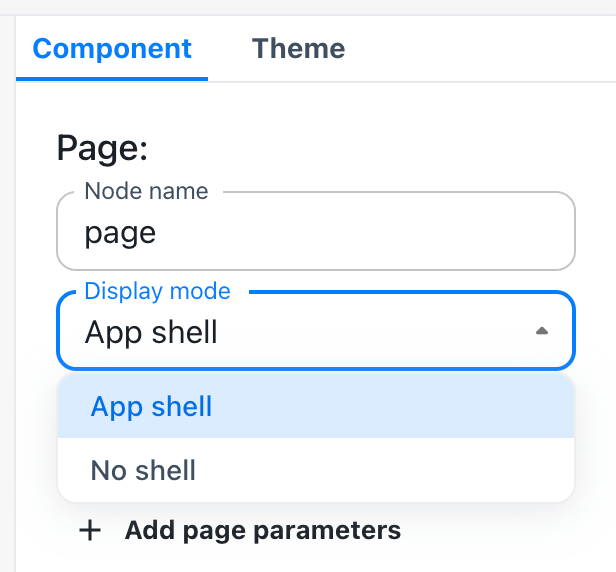 Component Theme
Page:
Node name
page
Display mode
App shell
App shell
No shell
+ Add page parameters